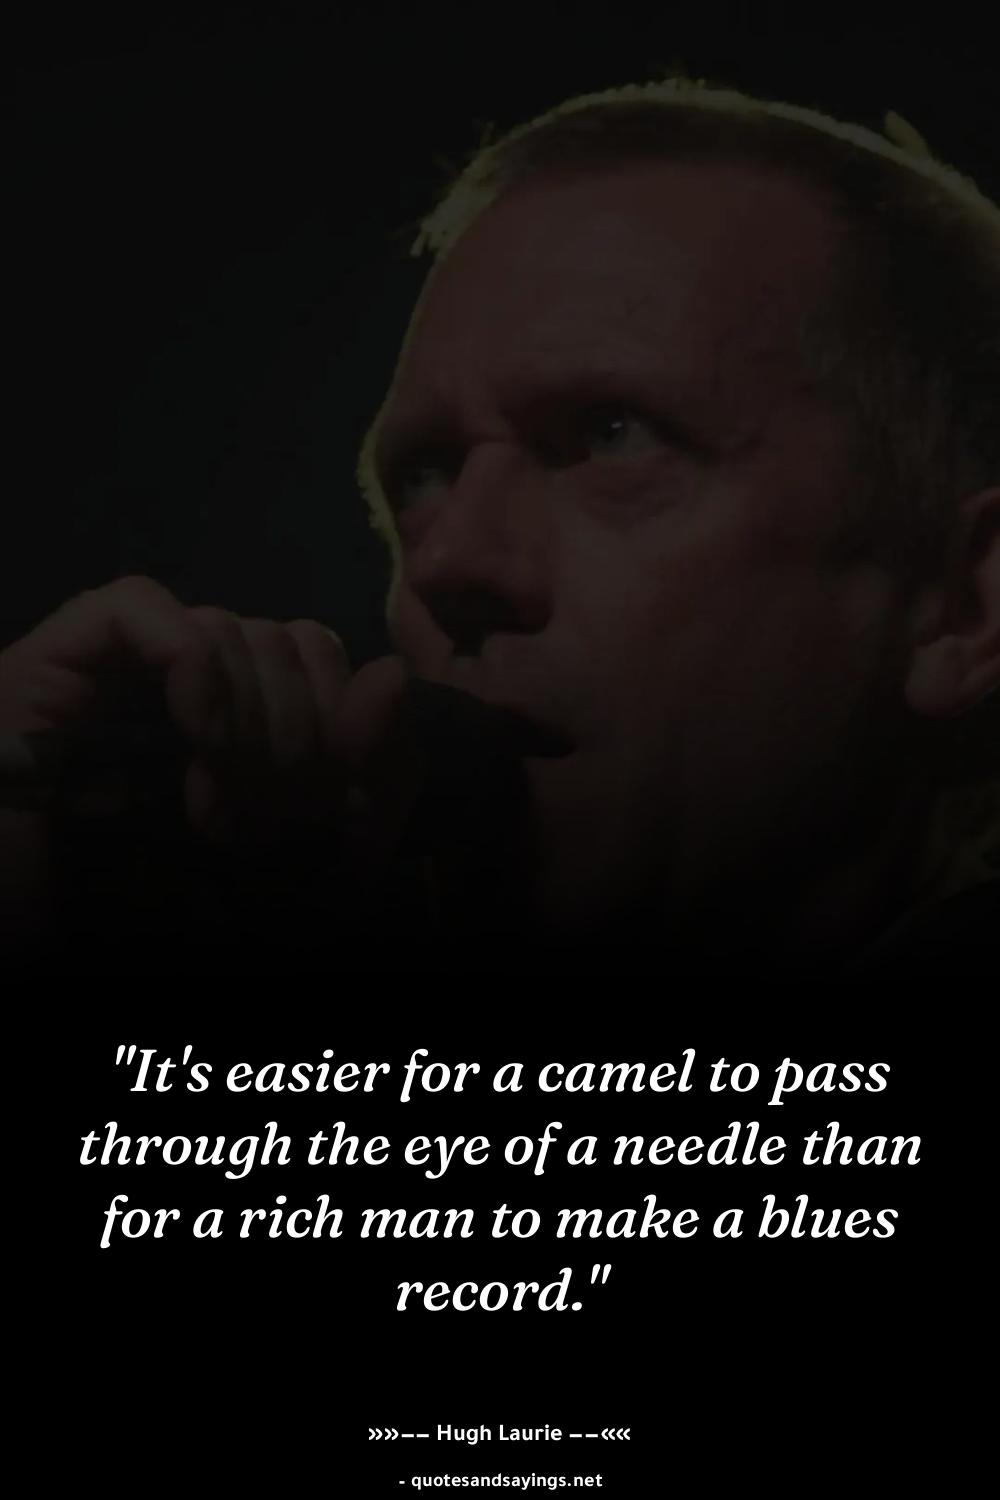 "It's easier for a camel to pass
through the eye of a needle than
for a rich man to make a blues
record."
»»–– Hugh Laurie ––««
- quotesandsayings.net